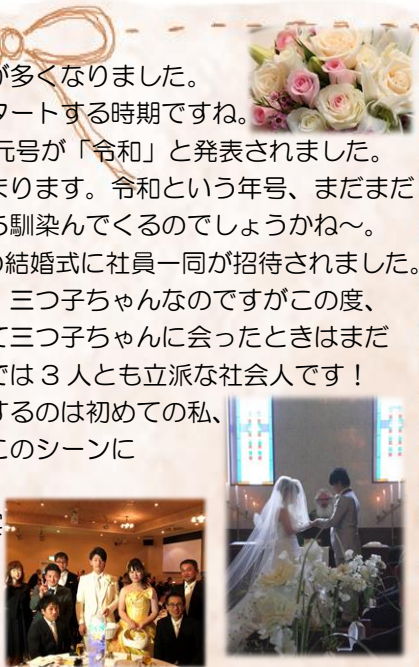 が多くなりました。
タートする時期ですね。
元号が「令和」と発表されました。
まります。令和という年号、まだまだ
ち馴染んでくるのでしょうかね～。
の結婚式に社員一同が招待されました。
三つ子ちゃんなのですがこの度、
て三つ子ちゃんに会ったときはまだ
では 3 人とも立派な社会人です！
するのは初めての私、
このシーンに